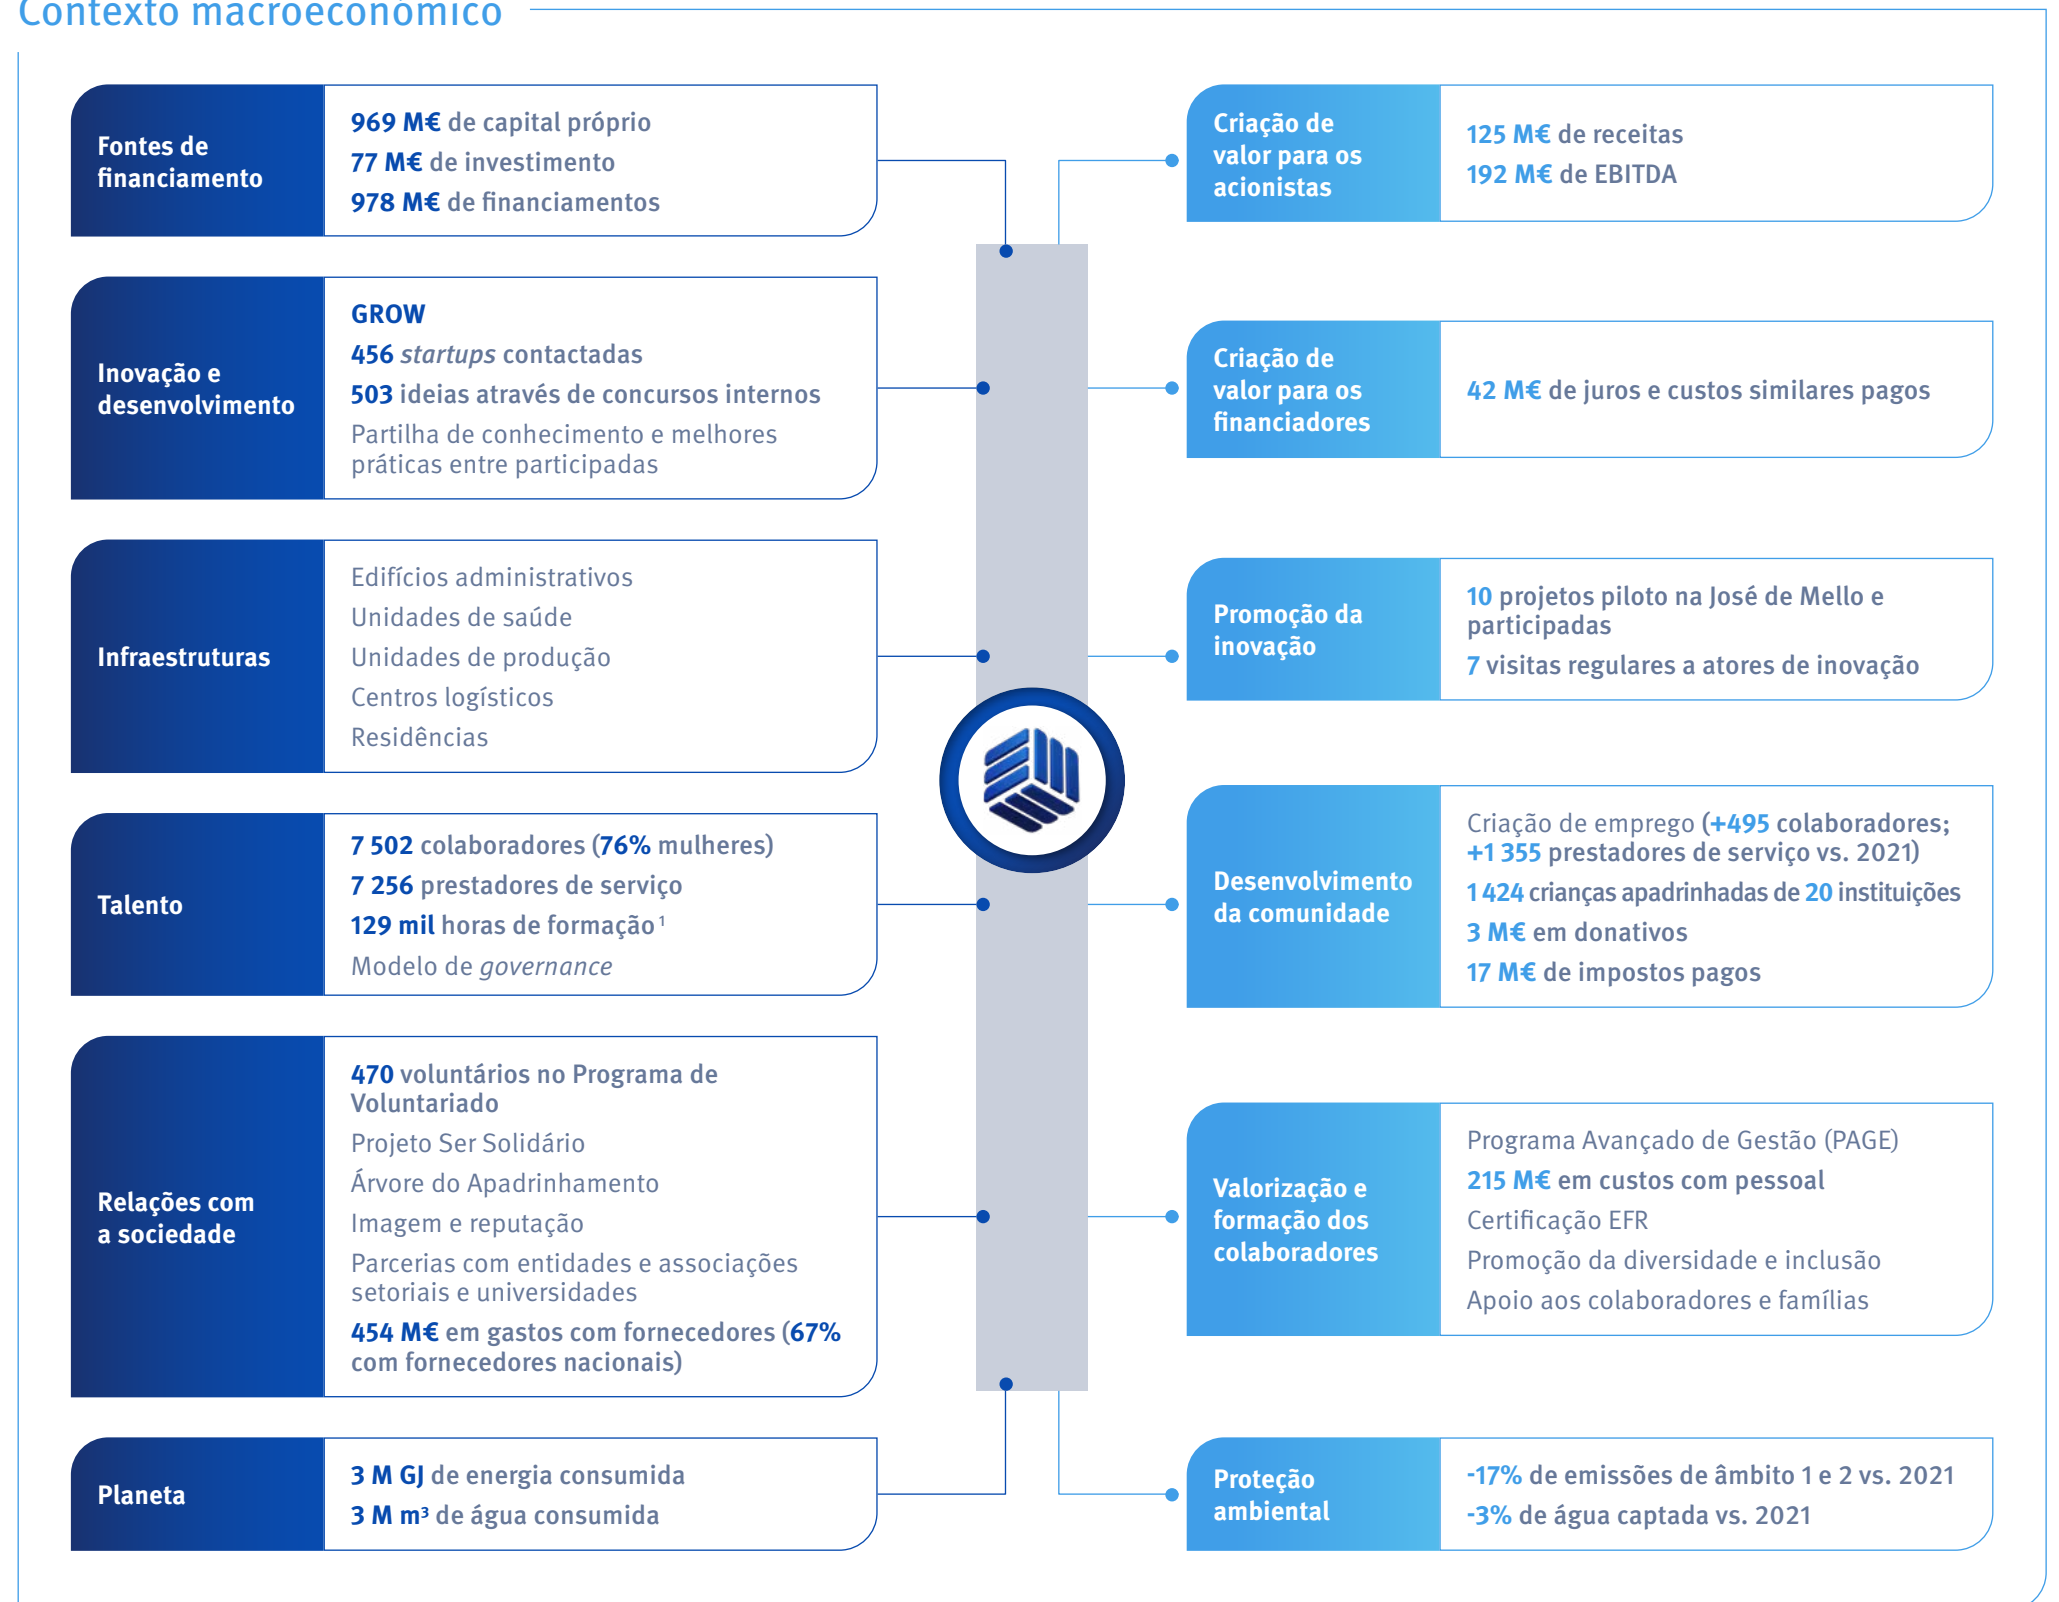 Contexto macroeconómico
Fontes de
financiamento
969 M€ de capital próprio
77 M€ de investimento
978 M€ de financiamentos
Inovação e
desenvolvimento
GROW
456 startups contactadas
503 ideias através de concursos internos
Partilha de conhecimento e melhores
práticas entre participadas
Infraestruturas
Edifícios administrativos
Unidades de saúde
Unidades de produção
Centros logísticos
Residências
Talento
7 502 colaboradores (76% mulheres)
7 256 prestadores de serviço
129 mil horas de formação¹
Modelo de governance
Relações com
a sociedade
470 voluntários no Programa de
Voluntariado
Projeto Ser Solidário
Árvore do Apadrinhamento
Imagem e reputação
Parcerias com entidades e associações
setoriais e universidades
454 M€ em gastos com fornecedores (67%
com fornecedores nacionais)
Planeta
3 M GJ de energia consumida
3 M m³ de água consumida
Criação de
valor para os
acionistas
125 M€ de receitas
192 M€ de EBITDA
Criação de
valor para os
financiadores
42 M€ de juros e custos similares pagos
Promoção da
inovação
10 projetos piloto na José de Mello e
participadas
7 visitas regulares a atores de inovação
Desenvolvimento
da comunidade
Criação de emprego (+495 colaboradores;
+1 355 prestadores de serviço vs. 2021)
1 424 crianças apadrinhadas de 20 instituições
3 M€ em donativos
17 M€ de impostos pagos
Valorização e
formação dos
colaboradores
Programa Avançado de Gestão (PAGE)
215 M€ em custos com pessoal
Certificação EFR
Promoção da diversidade e inclusão
Apoio aos colaboradores e famílias
Proteção
ambiental
-17% de emissões de âmbito 1 e 2 vs. 2021
-3% de água captada vs. 2021